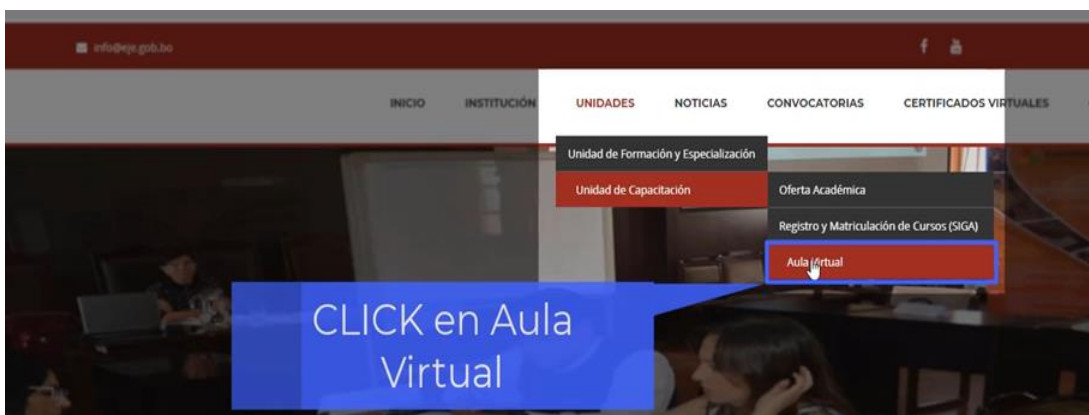 info@eje.gob.bo
INICIO INSTITUCIÓN UNIDADES NOTICIAS CONVOCATORIAS CERTIFICADOS VIRTUALES
Unidad de Formación y Especialización
Unidad de Capacitación
Oferta Académica
Registro y Matriculación de Cursos (SIGA)
Aula Virtual
CLICK en Aula
Virtual